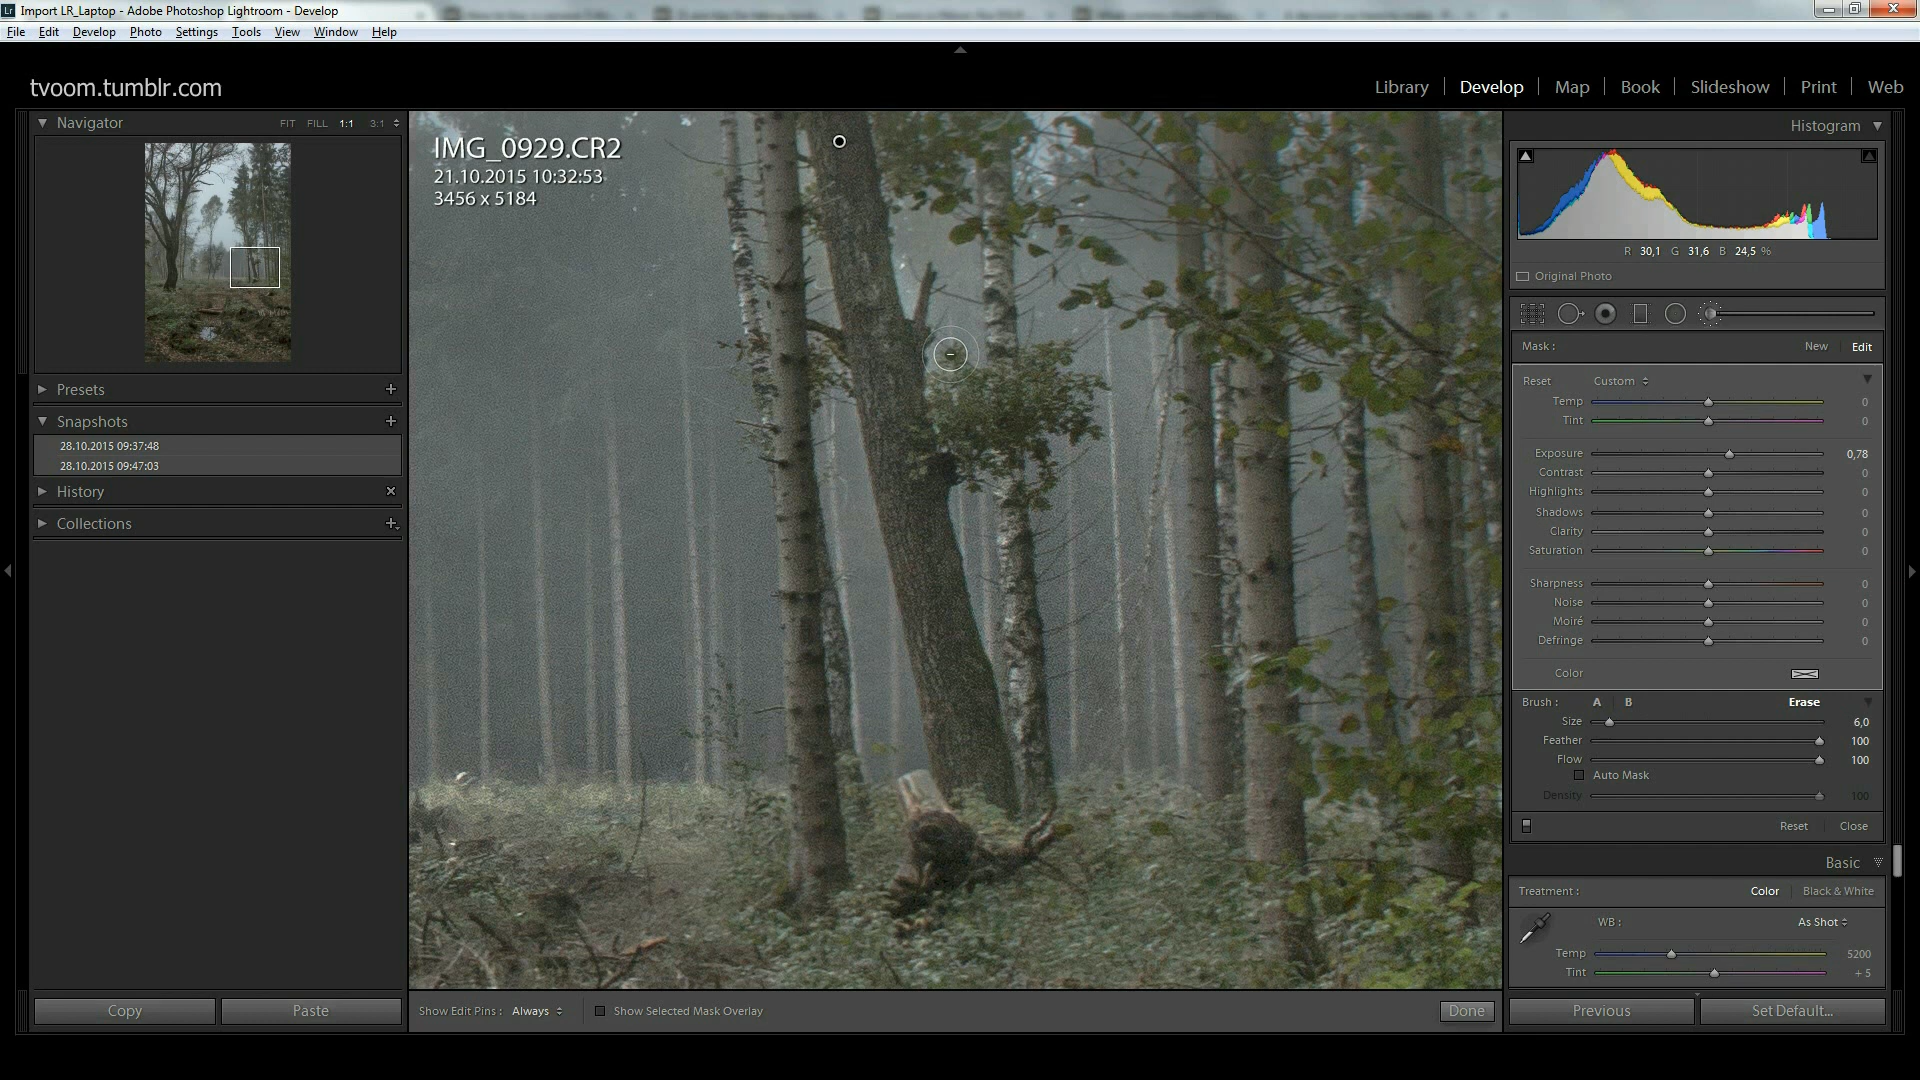 Import LR_Laptop - Adobe Photoshop Lightroom - Develop
File Edit Develop Photo Settings Tools View Window Help
tvoom.tumblr.com
Library Develop Map Book Slideshow Print Web
Navigator FIT FILL 1:1 3:1
Presets
Snapshots
28.10.2015 09:37:48
28.10.2015 09:47:03
History
Collections
Copy Paste
IMG_0929.CR2
21.10.2015 10:32:53
3456 x 5184
Show Edit Pins : Always Show Selected Mask Overlay Done
Histogram
R 30,1 G 31,6 B 24,5 %
Original Photo
Mask : New Edit
Reset Custom
Temp 0
Tint 0
Exposure 0,78
Contrast 0
Highlights 0
Shadows 0
Clarity 0
Saturation 0
Sharpness 0
Noise 0
Moiré 0
Defringe 0
Color
Brush : A B Erase
Size 6,0
Feather 100
Flow 100
Auto Mask
Density 100
Reset Close
Basic
Treatment : Color Black & White
WB : As Shot
Temp 5200
Tint + 5
Previous Set Default...